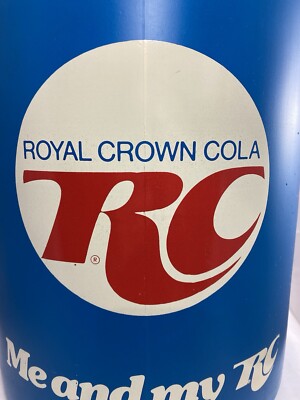 ROYAL CROWN COLA
RC
®
Me and my RC